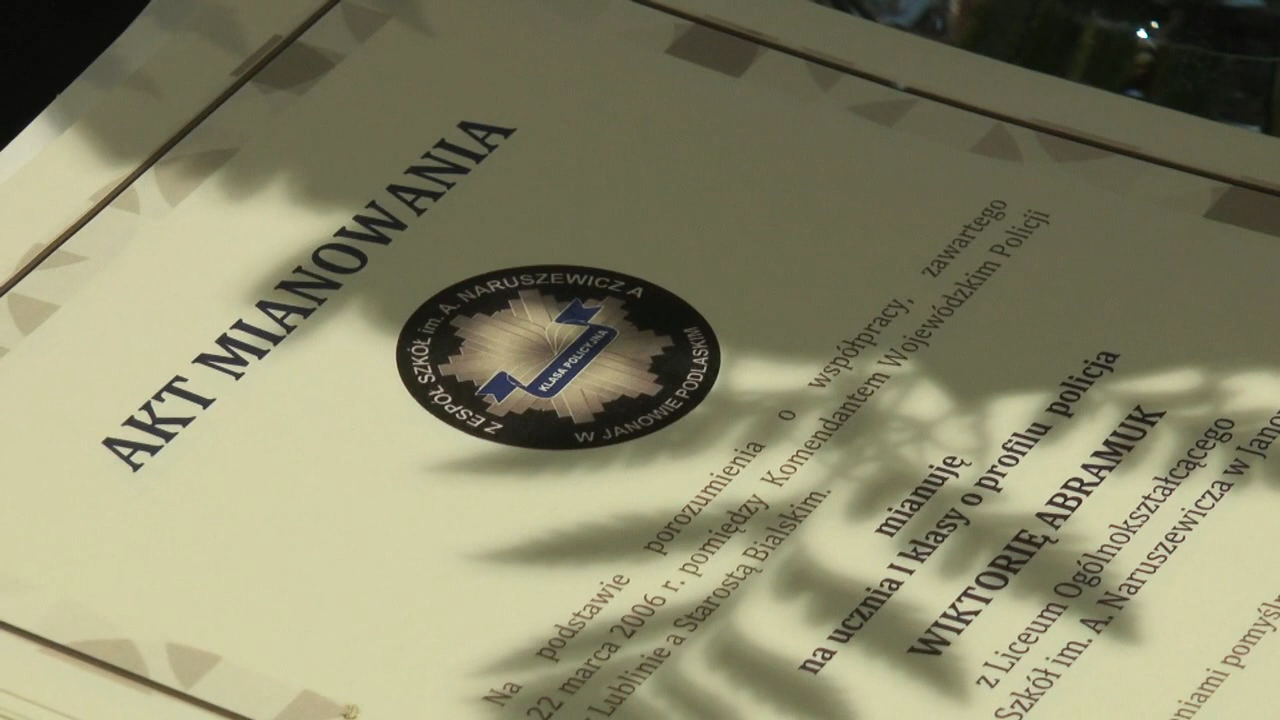 AKT MIANOWANIA
ZESPÓŁ SZKÓŁ im. A. NARUSZEWICZA
W JANOWIE PODLASKIM
KLASA POLICYJNA
Na podstawie porozumienia o współpracy, zawartego
22 marca 2006 r. pomiędzy Komendantem Wojewódzkim Policji
Lublinie a Starostą Bialskim.
mianuję
na ucznia I klasy o profilu policja
WIKTORIĘ ABRAMUK
z Liceum Ogólnokształcącego
Szkół im. A. Naruszewicza w